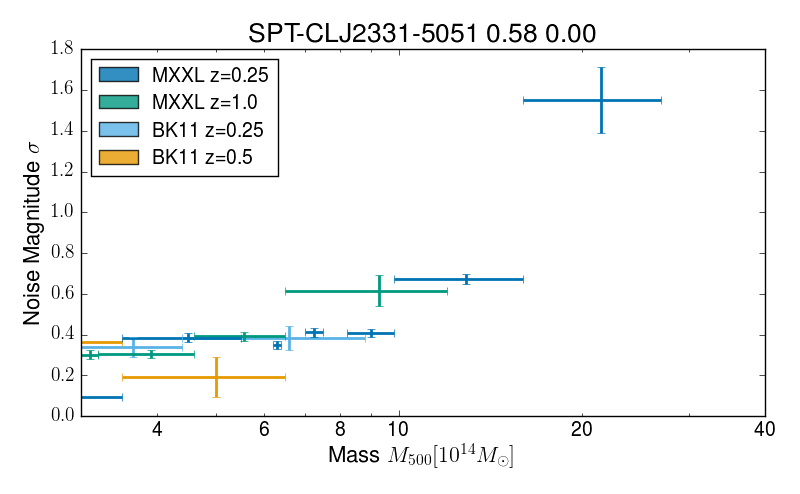 SPT-CLJ2331-5051 0.58 0.00
1.8
1.6
1.4
1.2
1.0
0.8
0.6
0.4
0.2
0.0
Noise Magnitude σ
MXXL z=0.25
MXXL z=1.0
BK11 z=0.25
BK11 z=0.5
4 6 8 10 20 40
Mass M₅₀₀[10¹⁴M☉]